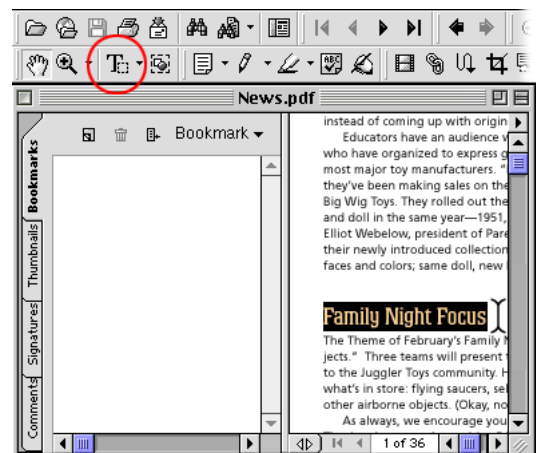 T
ABC
News.pdf
Bookmark
Bookmarks
Thumbnails
Signatures
Comments
instead of coming up with origin
Educators have an audience
who have organized to express
most major toy manufacturers. "
they've been making sales on the
Big Wig Toys. They rolled out the
and doll in the same year—1951,
Elliot Webelow, president of Pare
their newly introduced collection
faces and colors; same doll, new
Family Night Focus
The Theme of February's Family N
jects." Three teams will present
to the Juggler Toys community. H
what's in store: flying saucers, sel
other airborne objects. (Okay, no
As always, we encourage you
1 of 36